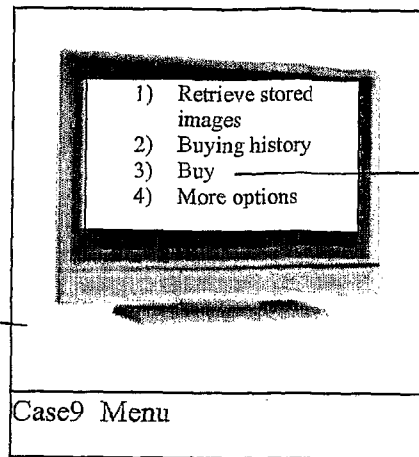 1) Retrieve stored
images
2) Buying history
3) Buy
4) More options
Case9 Menu